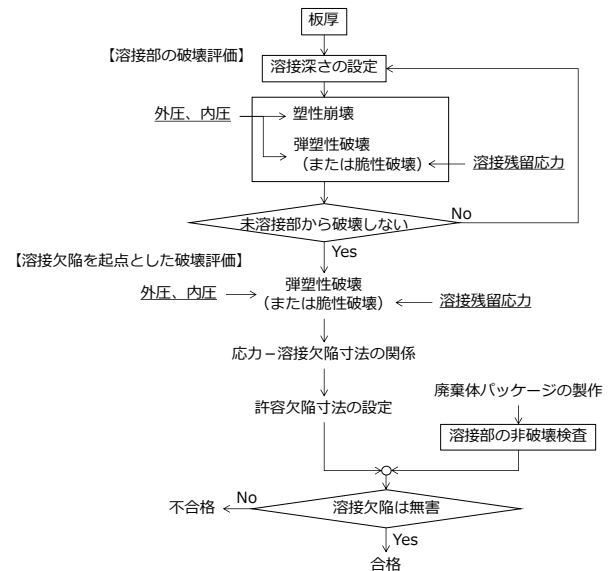 板厚
【溶接部の破壊評価】
溶接深さの設定
外圧、内圧
塑性崩壊
弾塑性破壊
（または脆性破壊）
溶接残留応力
未溶接部から破壊しない
No
Yes
【溶接欠陥を起点とした破壊評価】
外圧、内圧
弾塑性破壊
（または脆性破壊）
溶接残留応力
応力－溶接欠陥寸法の関係
許容欠陥寸法の設定
廃棄体パッケージの製作
溶接部の非破壊検査
不合格
No
溶接欠陥は無害
Yes
合格